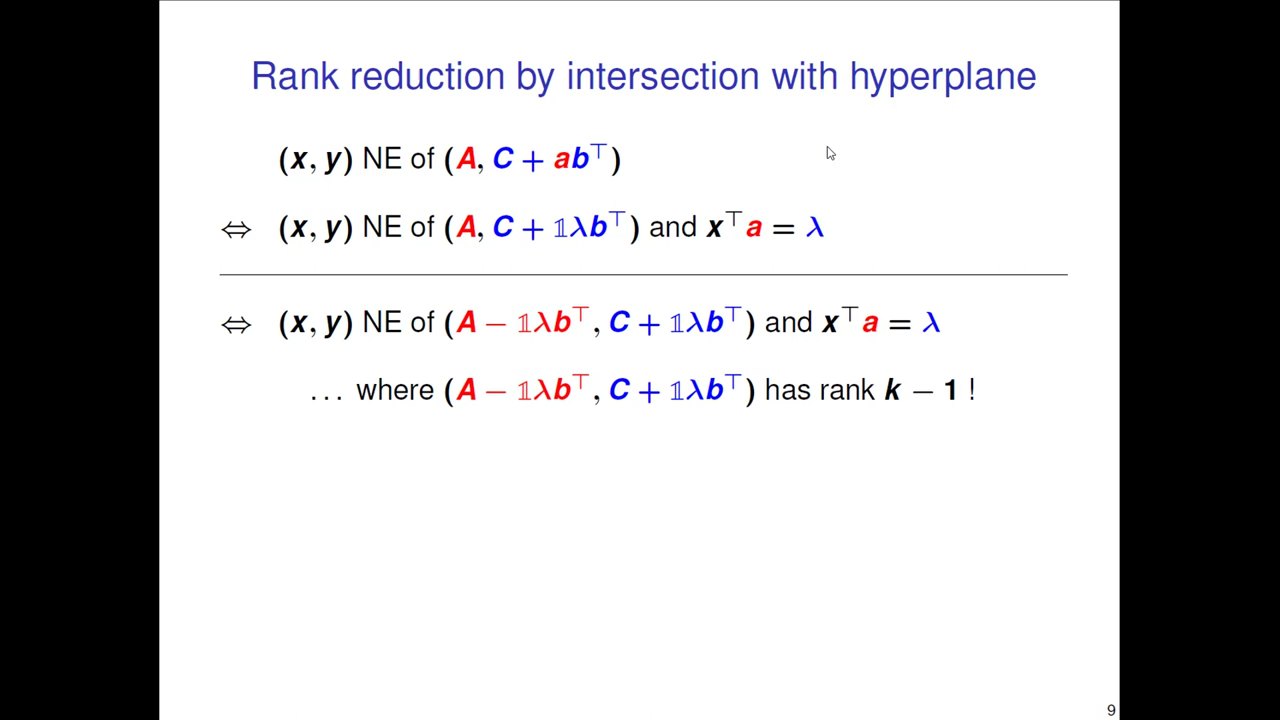 Rank reduction by intersection with hyperplane
(x, y) NE of (A, C + ab⊤)
⇔ (x, y) NE of (A, C + 𝟙λb⊤) and x⊤a = λ
⇔ (x, y) NE of (A − 𝟙λb⊤, C + 𝟙λb⊤) and x⊤a = λ
... where (A − 𝟙λb⊤, C + 𝟙λb⊤) has rank k − 1 !
9